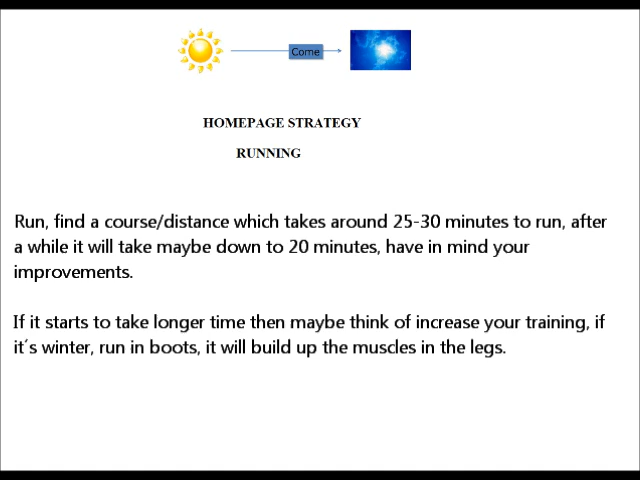 Come
HOMEPAGE STRATEGY
RUNNING
Run, find a course/distance which takes around 25-30 minutes to run, after
a while it will take maybe down to 20 minutes, have in mind your
improvements.
If it starts to take longer time then maybe think of increase your training, if
it´s winter, run in boots, it will build up the muscles in the legs.